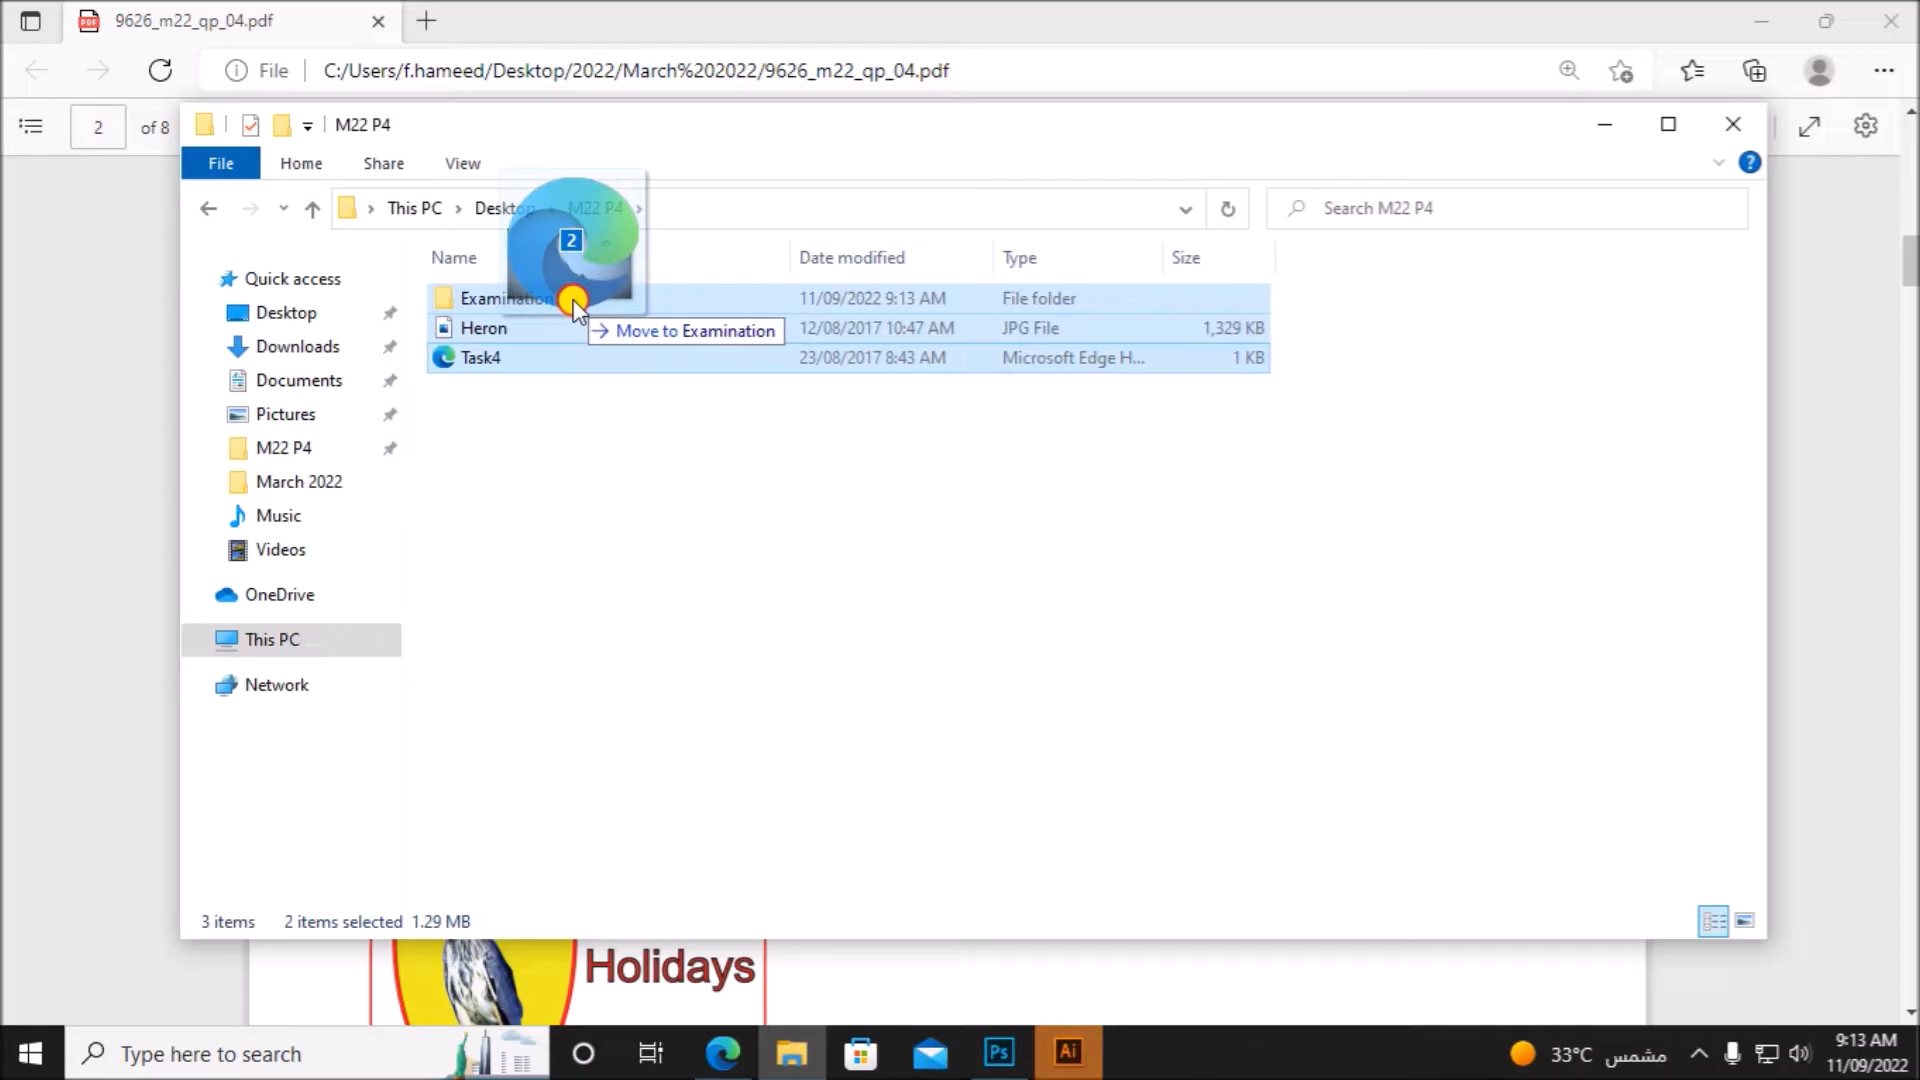 9626_m22_qp_04.pdf
File C:/Users/f.hameed/Desktop/2022/March%202022/9626_m22_qp_04.pdf
2 of 8
M22 P4
File Home Share View
This PC Desktop M22 P4 Search M22 P4
2
Name Date modified Type Size
Quick access
Desktop
Downloads
Documents
Pictures
M22 P4
March 2022
Music
Videos
OneDrive
This PC
Network
Examination 11/09/2022 9:13 AM File folder
Heron 12/08/2017 10:47 AM JPG File 1,329 KB
Move to Examination
Task4 23/08/2017 8:43 AM Microsoft Edge H... 1 KB
3 items 2 items selected 1.29 MB
Holidays
Type here to search
Ps
Ai
33°C مشمس
9:13 AM
11/09/2022